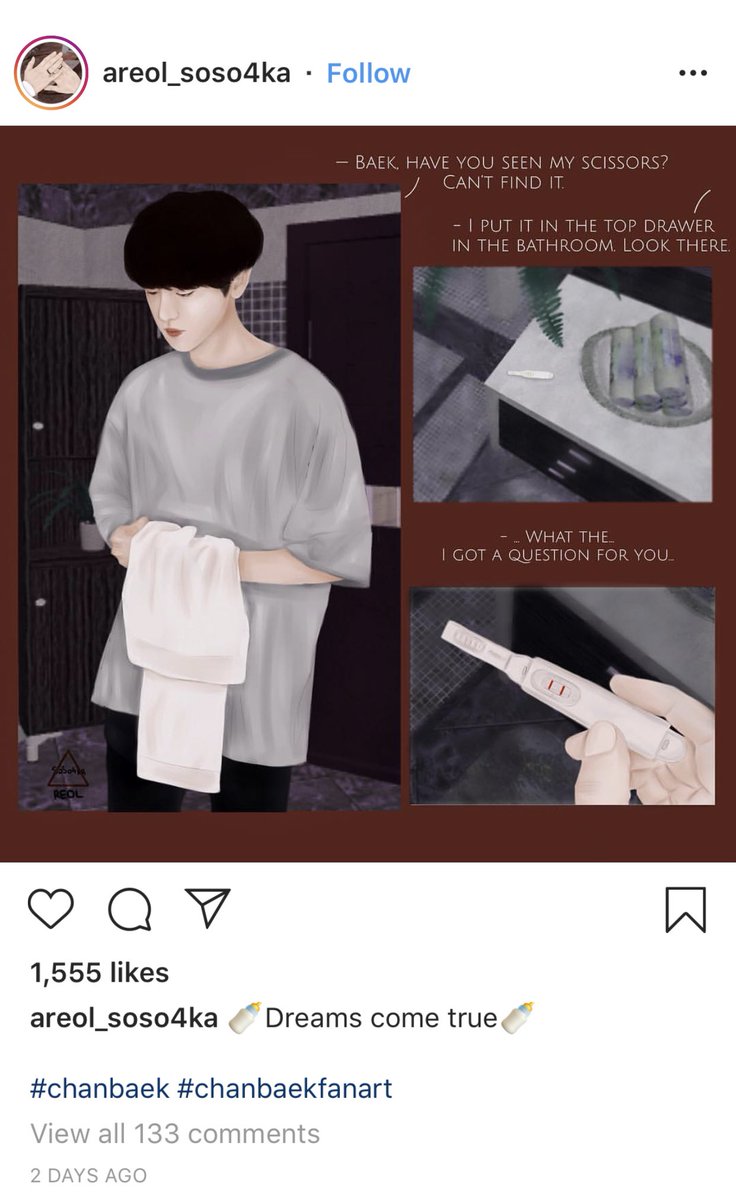 areol_soso4ka · Follow
— BAEK, HAVE YOU SEEN MY SCISSORS?
CAN'T FIND IT.
- I PUT IT IN THE TOP DRAWER
IN THE BATHROOM. LOOK THERE.
- ... WHAT THE...
I GOT A QUESTION FOR YOU...
SoSo4ka
REOL
1,555 likes
areol_soso4ka 🍼Dreams come true🍼
#chanbaek #chanbaekfanart
View all 133 comments
2 DAYS AGO